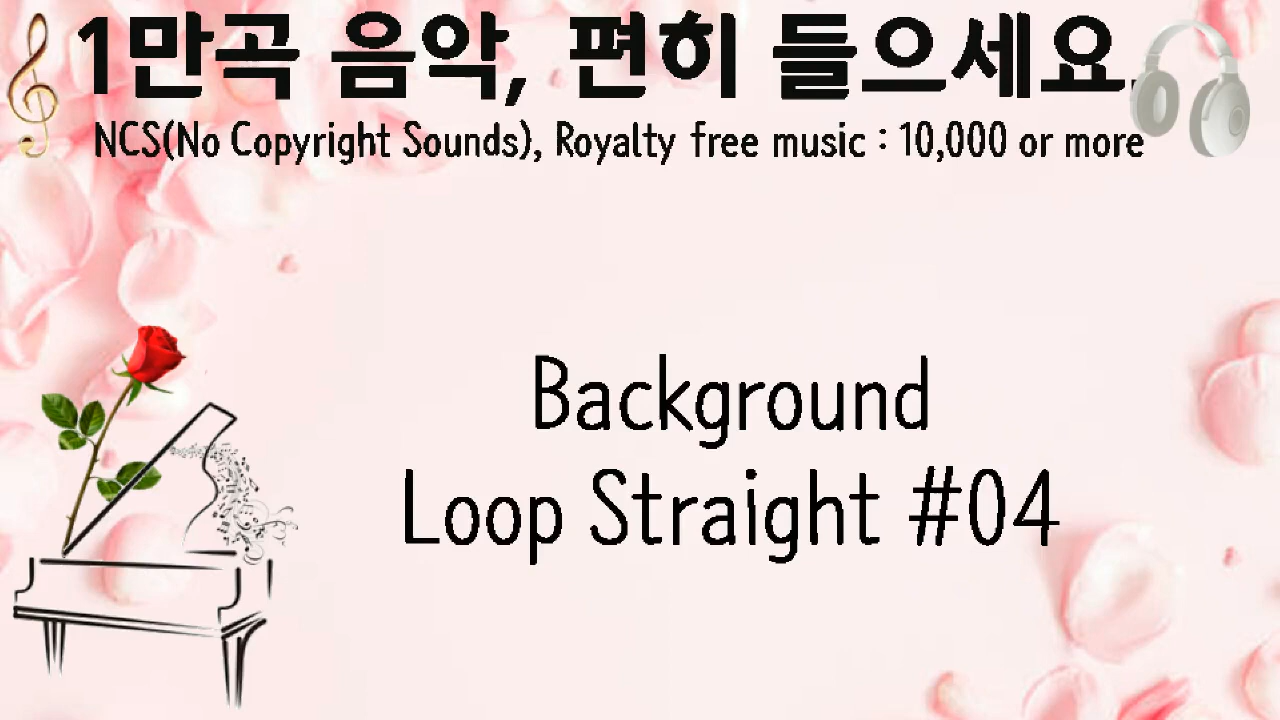 1만곡 음악, 편히 들으세요.
NCS(No Copyright Sounds), Royalty free music : 10,000 or more
Background
Loop Straight #04